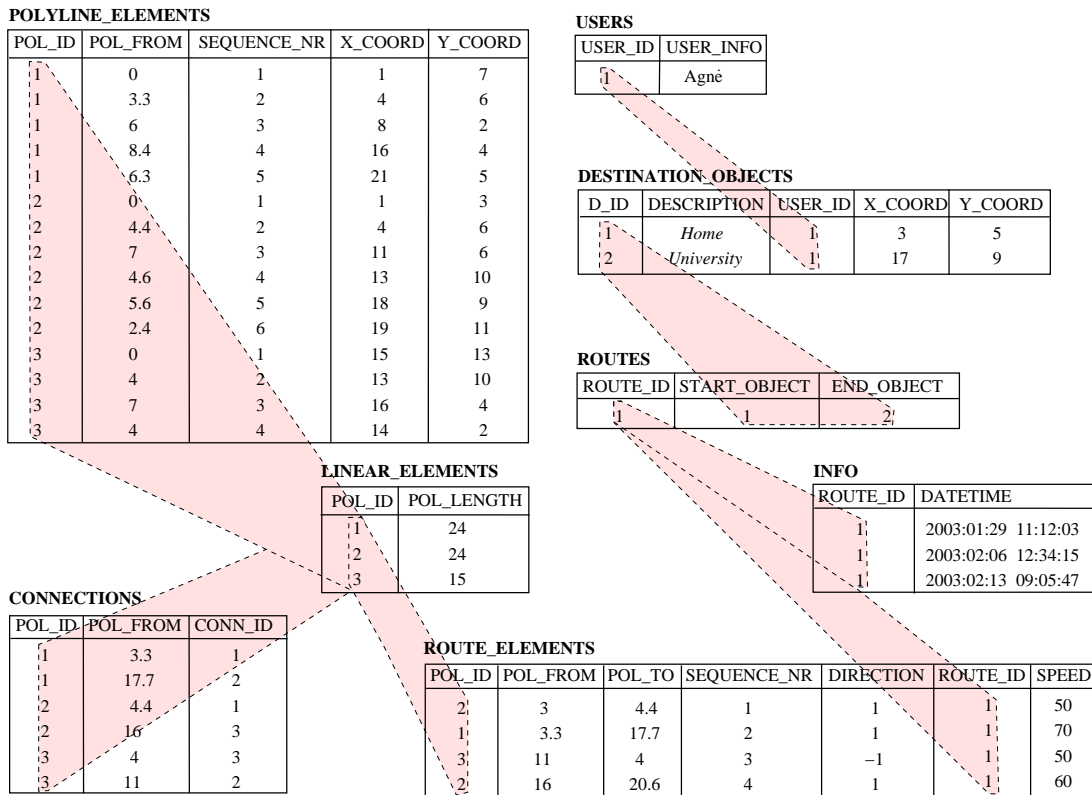 POLYLINE_ELEMENTS
POL_ID POL_FROM SEQUENCE_NR X_COORD Y_COORD
1 0 1 1 7
1 3.3 2 4 6
1 6 3 8 2
1 8.4 4 16 4
1 6.3 5 21 5
2 0 1 1 3
2 4.4 2 4 6
2 7 3 11 6
2 4.6 4 13 10
2 5.6 5 18 9
2 2.4 6 19 11
3 0 1 15 13
3 4 2 13 10
3 7 3 16 4
3 4 4 14 2
USERS
USER_ID USER_INFO
1 Agnė
DESTINATION_OBJECTS
D_ID DESCRIPTION USER_ID X_COORD Y_COORD
1 Home 1 3 5
2 University 1 17 9
ROUTES
ROUTE_ID START_OBJECT END_OBJECT
1 1 2
LINEAR_ELEMENTS
POL_ID POL_LENGTH
1 24
2 24
3 15
INFO
ROUTE_ID DATETIME
1 2003:01:29 11:12:03
1 2003:02:06 12:34:15
1 2003:02:13 09:05:47
CONNECTIONS
POL_ID POL_FROM CONN_ID
1 3.3 1
1 17.7 2
2 4.4 1
2 16 3
3 4 3
3 11 2
ROUTE_ELEMENTS
POL_ID POL_FROM POL_TO SEQUENCE_NR DIRECTION ROUTE_ID SPEED
2 3 4.4 1 1 1 50
1 3.3 17.7 2 1 1 70
3 11 4 3 −1 1 50
2 16 20.6 4 1 1 60